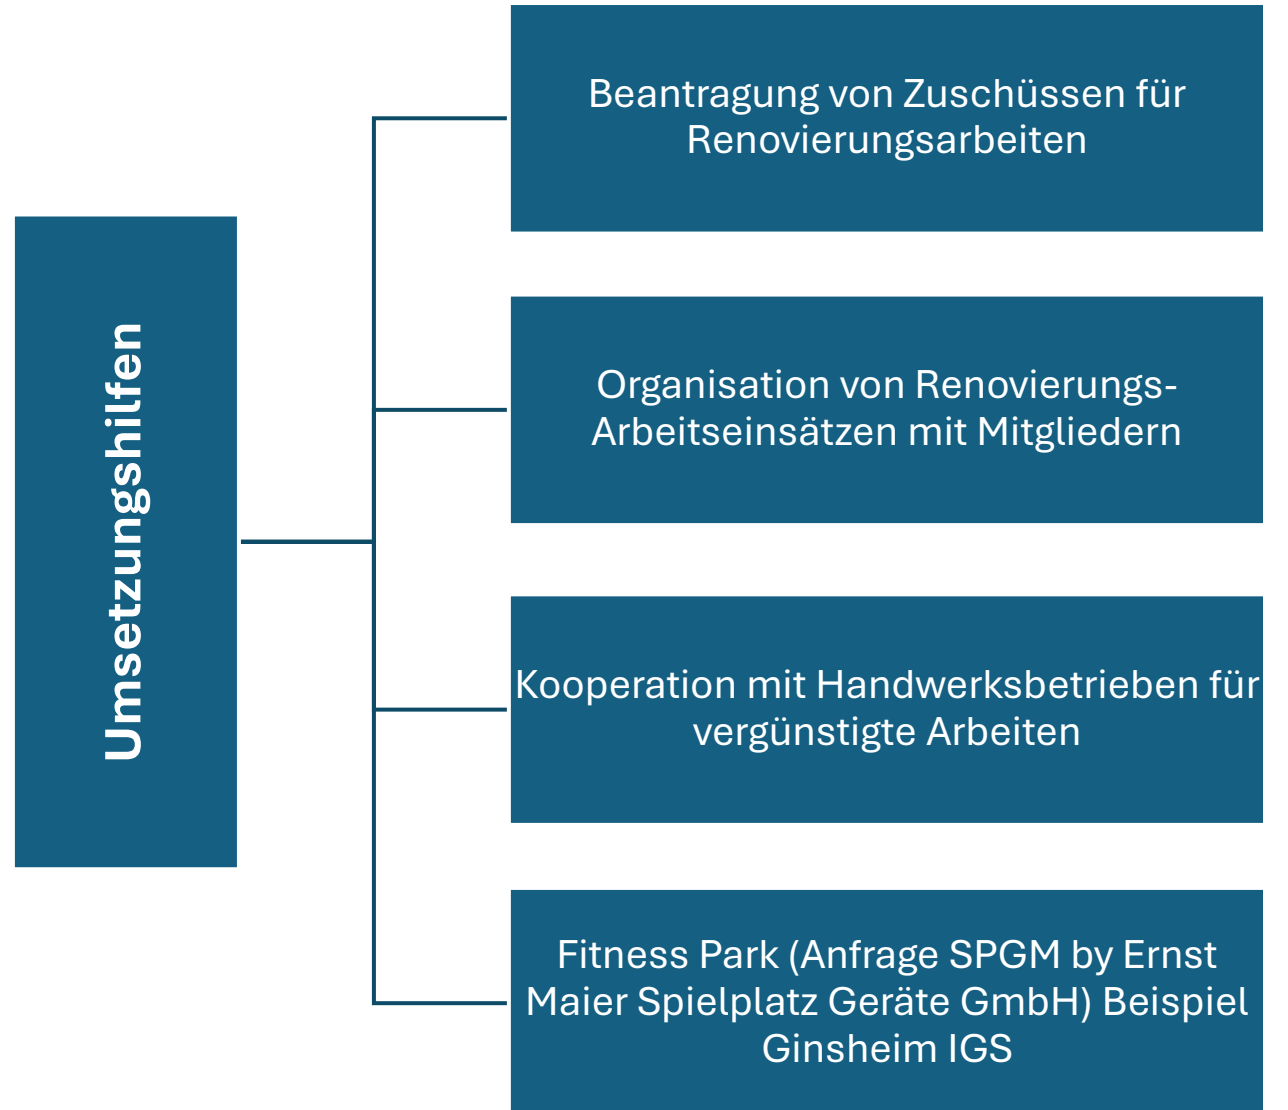 Umsetzungshilfen
Beantragung von Zuschüssen für
Renovierungsarbeiten
Organisation von Renovierungs-
Arbeitseinsätzen mit Mitgliedern
Kooperation mit Handwerksbetrieben für
vergünstigte Arbeiten
Fitness Park (Anfrage SPGM by Ernst
Maier Spielplatz Geräte GmbH) Beispiel
Ginsheim IGS